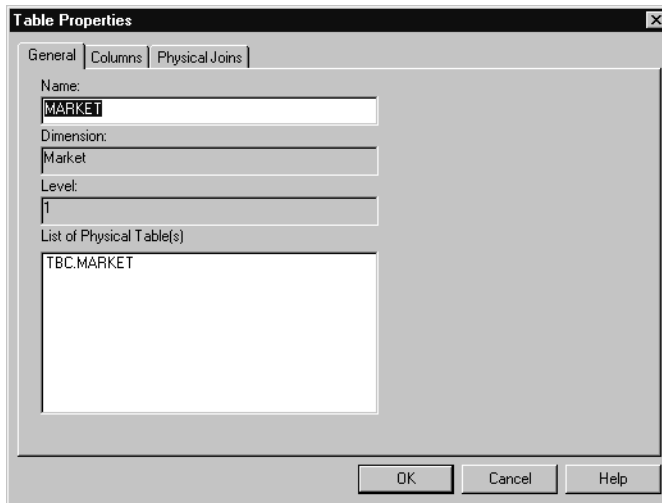 Table Properties
General Columns Physical Joins
Name:
MARKET
Dimension:
Market
Level:
1
List of Physical Table(s)
TBC.MARKET
OK Cancel Help